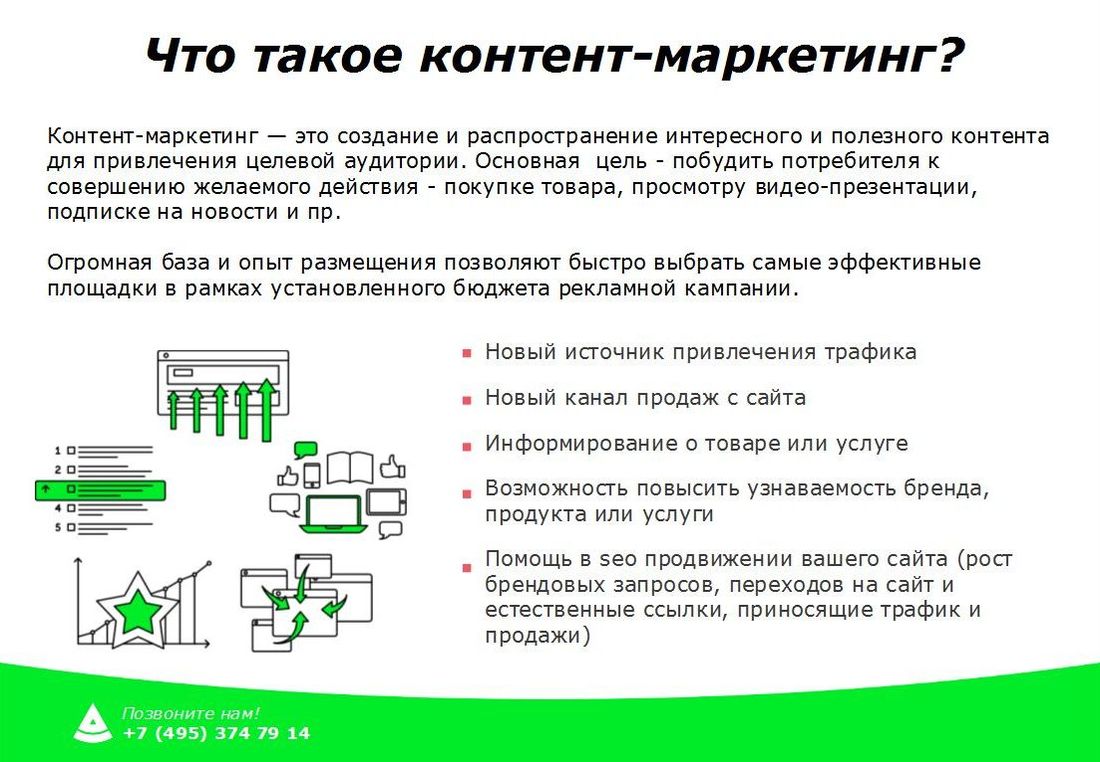 Что такое контент-маркетинг?
Контент-маркетинг — это создание и распространение интересного и полезного контента
для привлечения целевой аудитории. Основная  цель - побудить потребителя к
совершению желаемого действия - покупке товара, просмотру видео-презентации,
подписке на новости и пр.
Огромная база и опыт размещения позволяют быстро выбрать самые эффективные
площадки в рамках установленного бюджета рекламной кампании.
Новый источник привлечения трафика
Новый канал продаж с сайта
Информирование о товаре или услуге
Возможность повысить узнаваемость бренда,
продукта или услуги
Помощь в seo продвижении вашего сайта (рост
брендовых запросов, переходов на сайт и
естественные ссылки, приносящие трафик и
продажи)
1
2
4
5
Позвоните нам!
+7 (495) 374 79 14